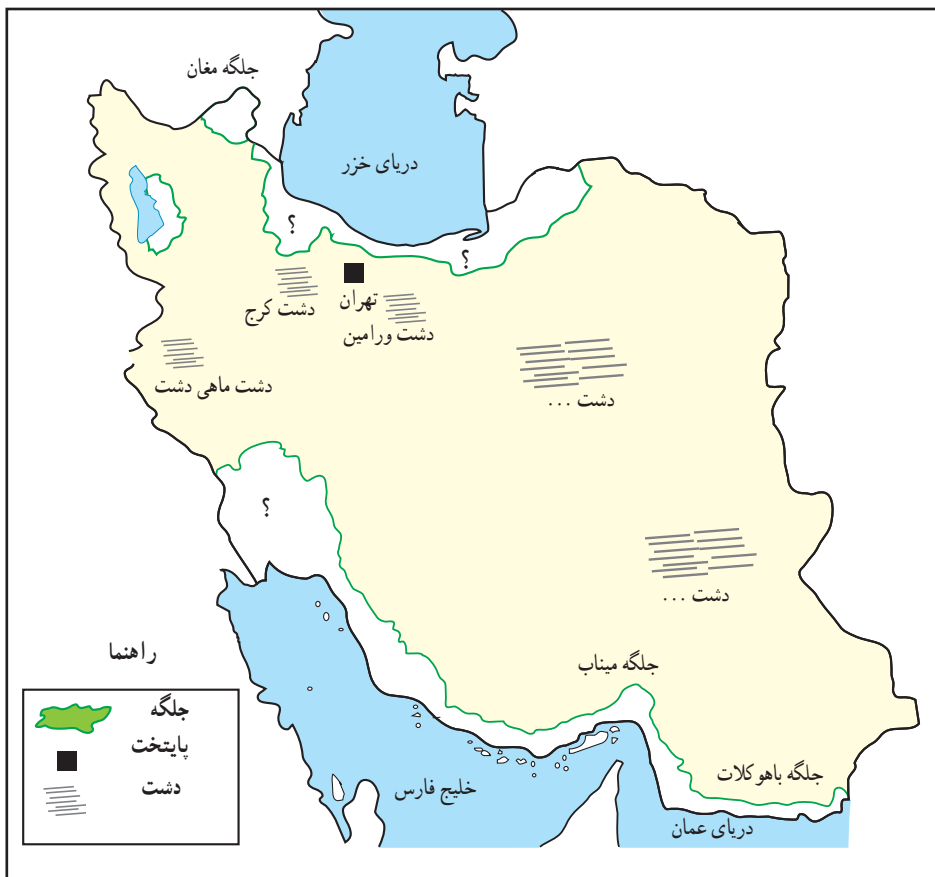 جلگه مغان
دریای خزر
؟
؟
تهران
دشت کرج
دشت ورامین
دشت ماهی دشت
دشت ...
؟
دشت ...
جلگه میناب
جلگه باهوکلات
خلیج فارس
دریای عمان
راهنما
جلگه
پایتخت
دشت